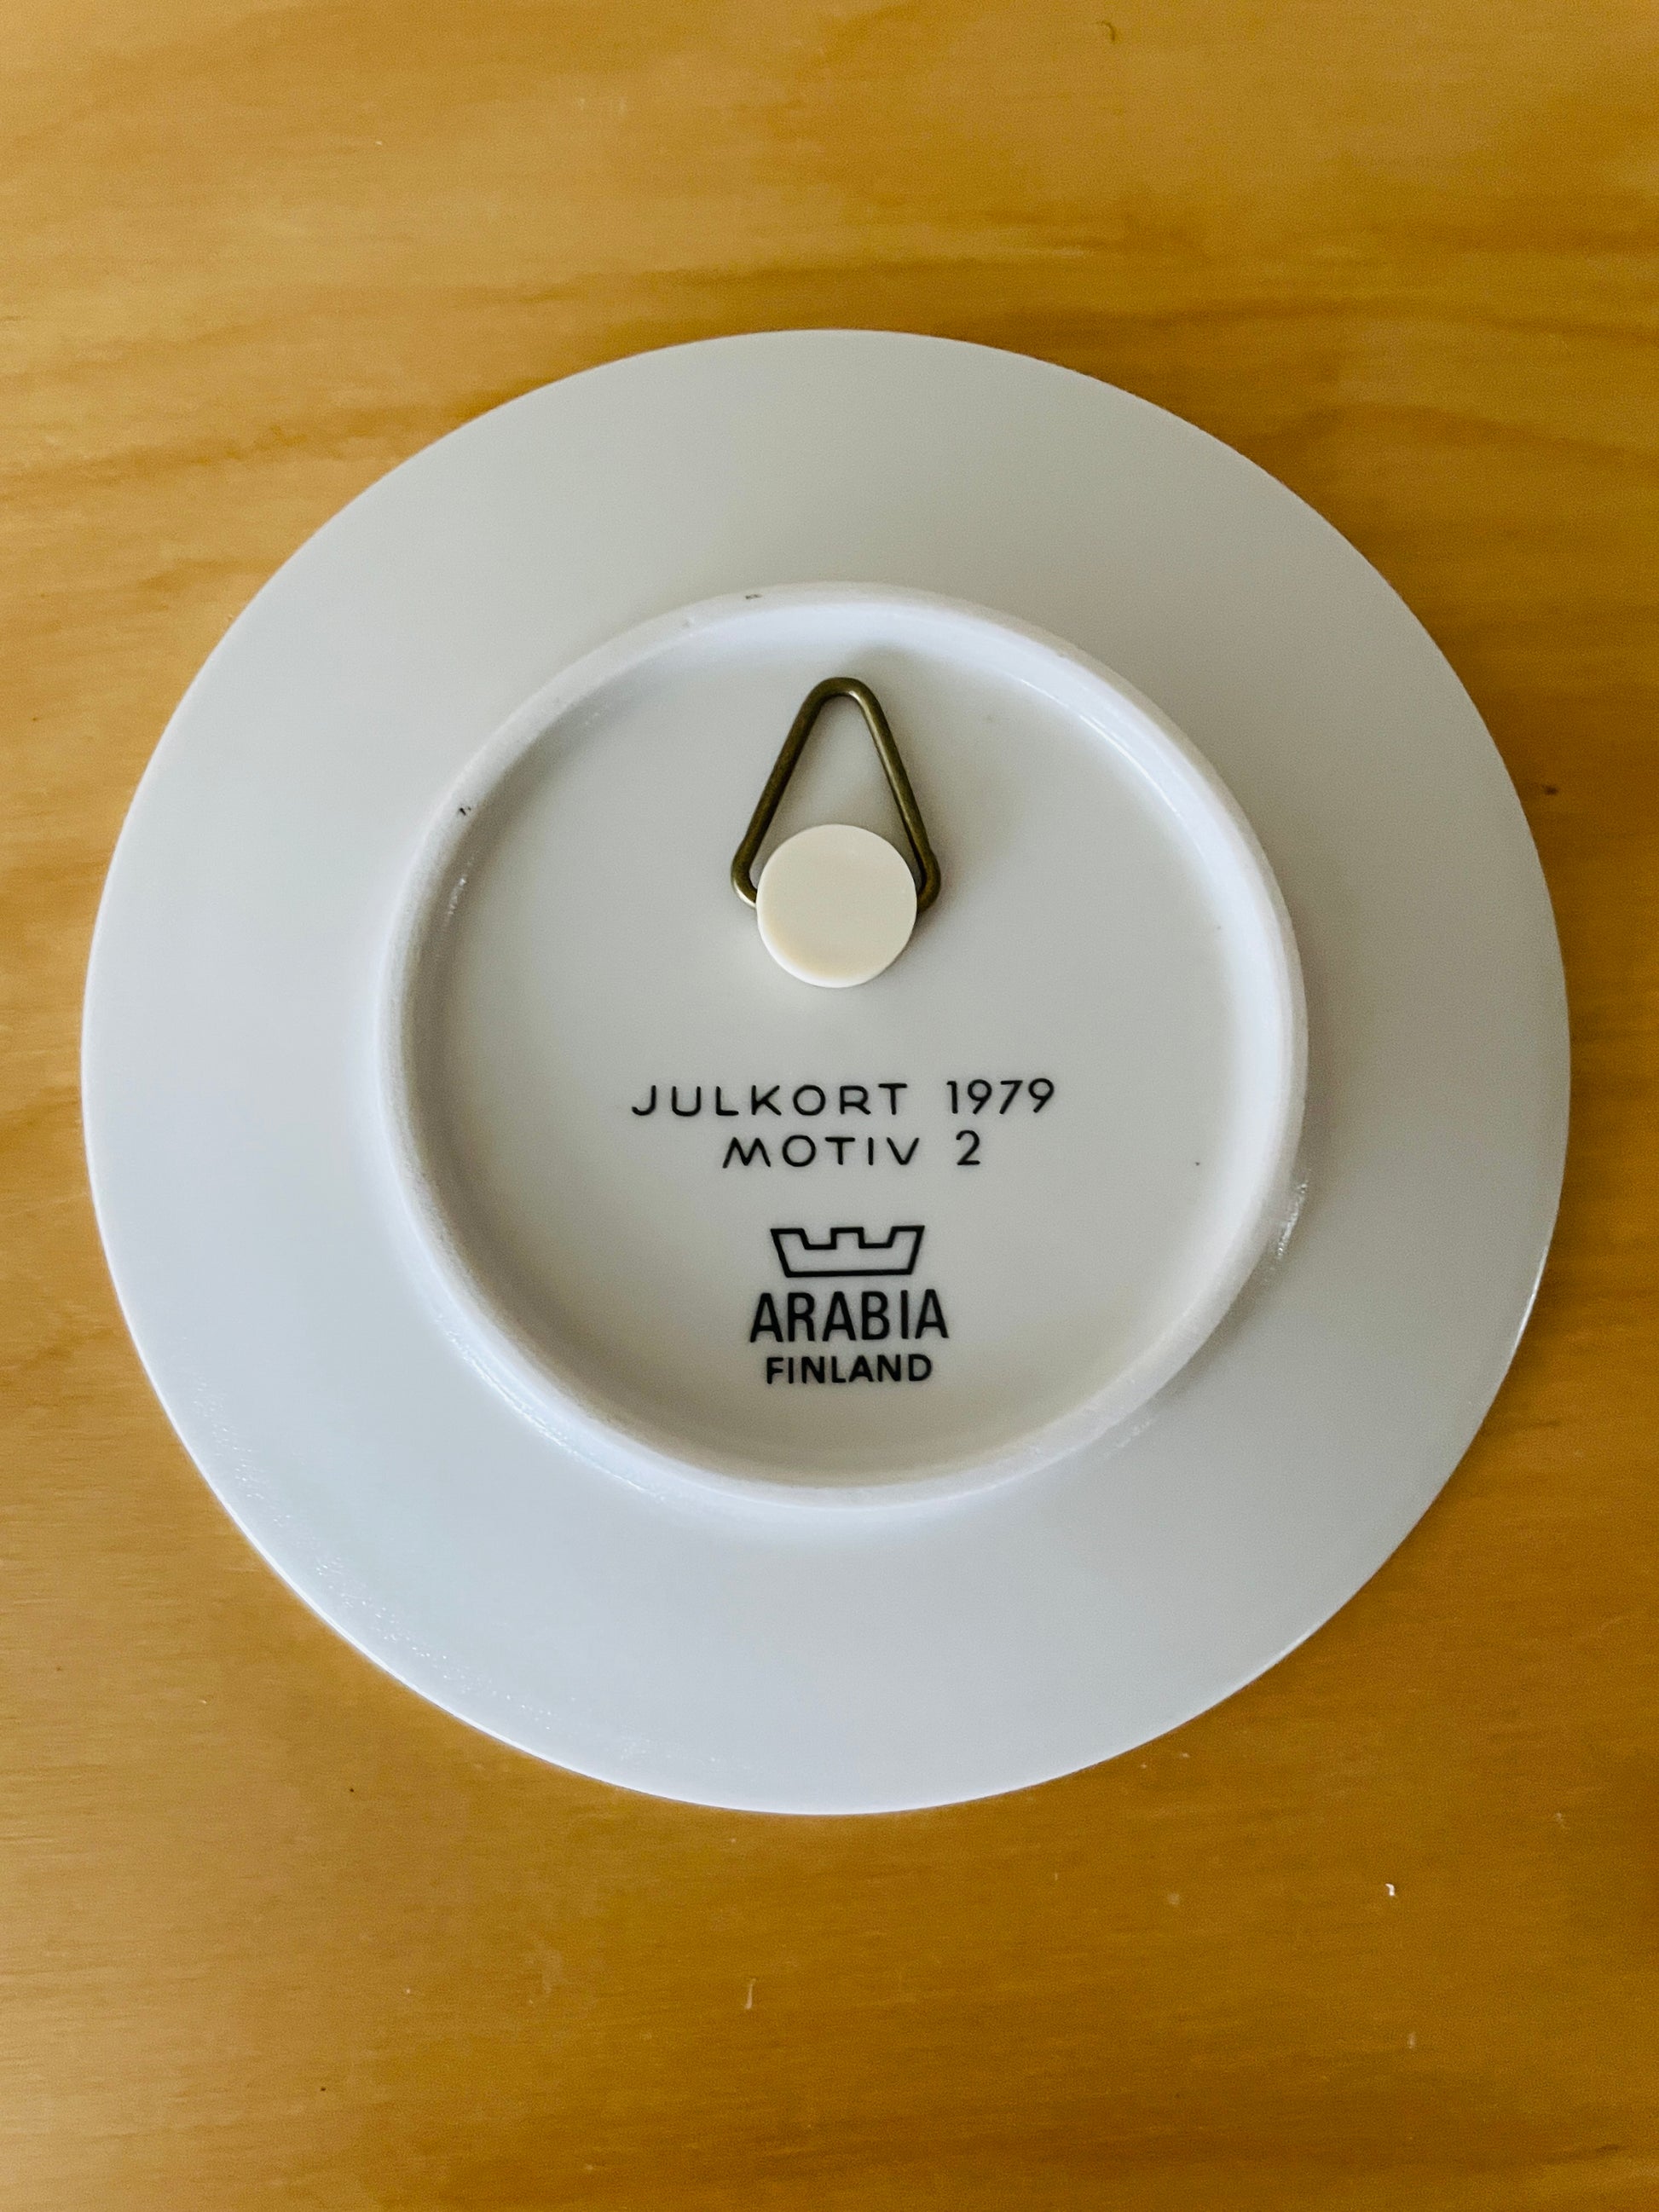 JULKORT 1979
MOTIV 2
ARABIA
FINLAND